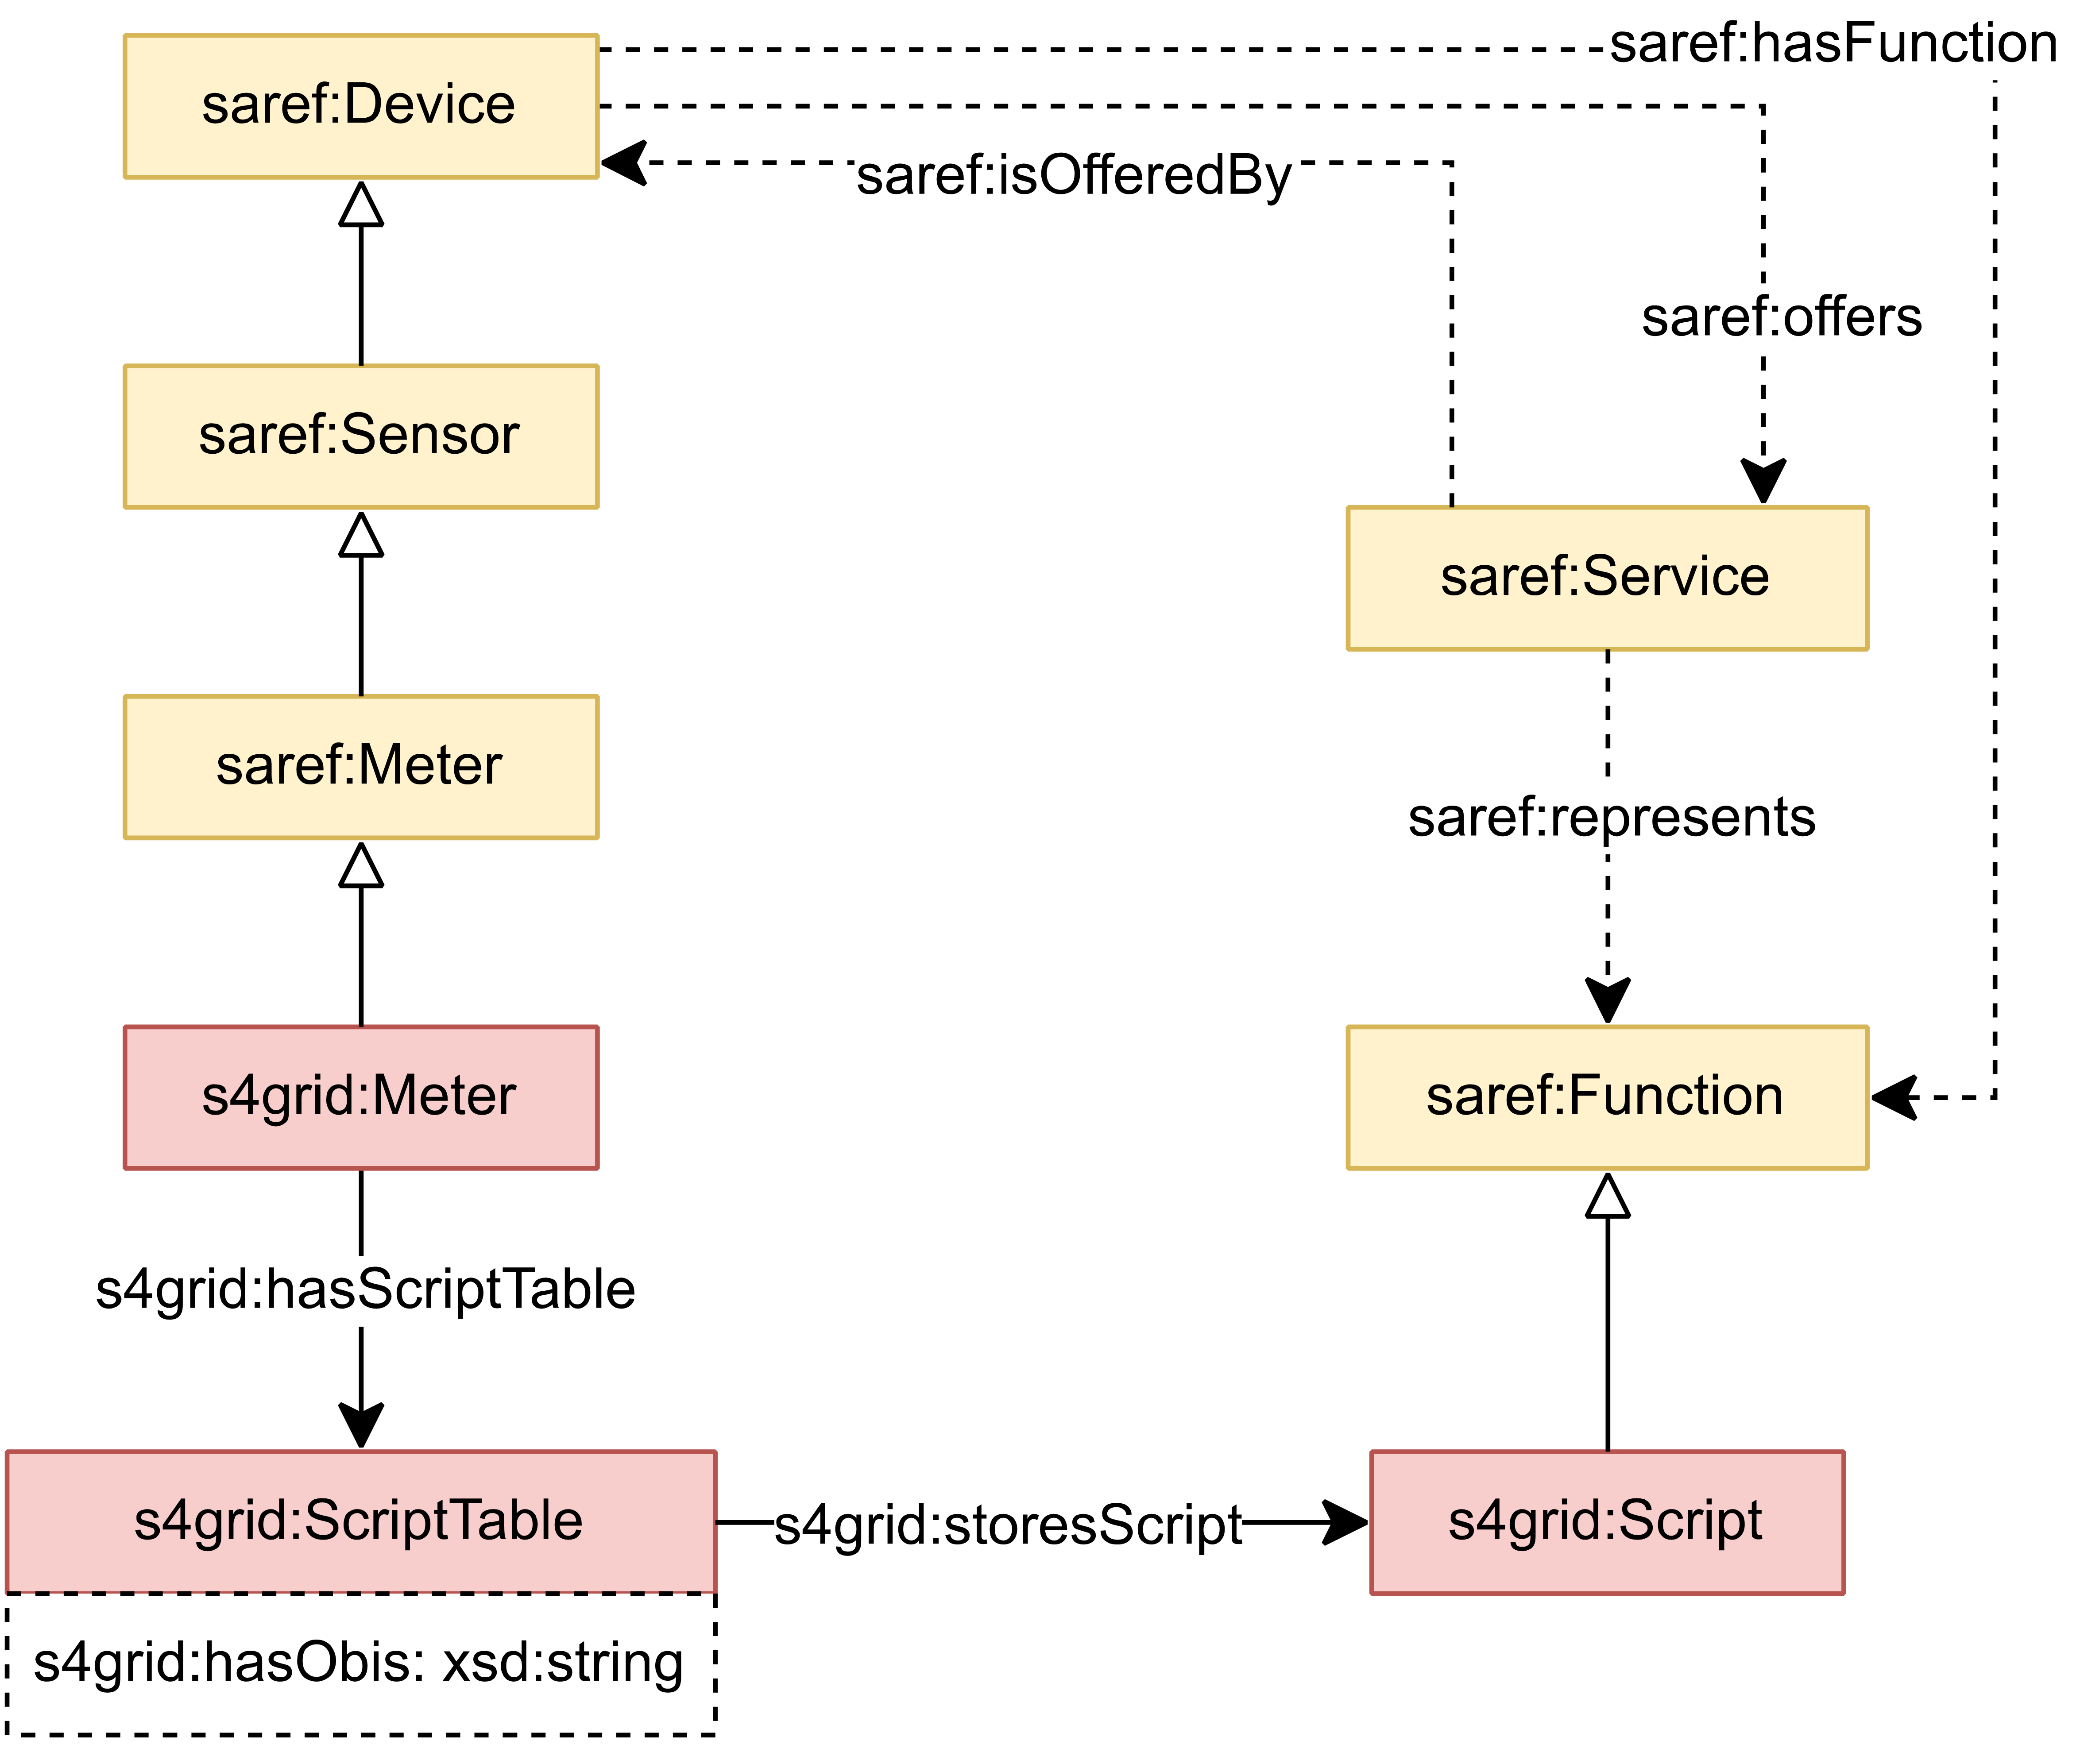 saref:hasFunction
saref:Device
saref:isOfferedBy
saref:offers
saref:Sensor
saref:Service
saref:Meter
saref:represents
s4grid:Meter
saref:Function
s4grid:hasScriptTable
s4grid:ScriptTable
s4grid:storesScript
s4grid:Script
s4grid:hasObis: xsd:string